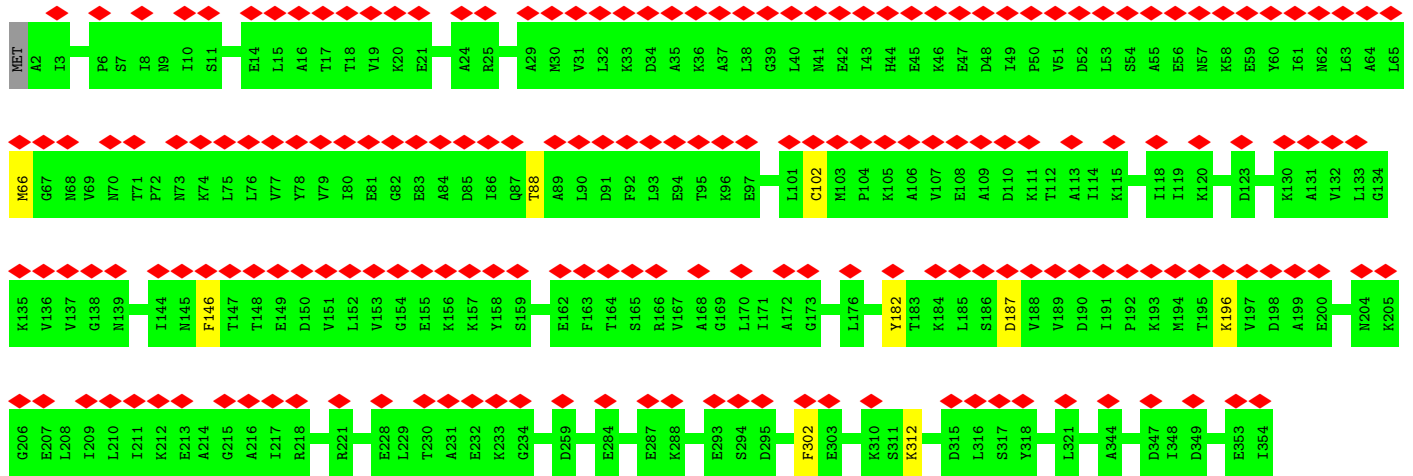 MET A2 I3 P6 S7 I8 N9 I10 S11 E14 L15 A16 T17 T18 V19 K20 E21 A24 R25 A29 M30 V31 L32 K33 D34 A35 K36 A37 L38 G39 L40 N41 E42 I43 H44 E45 K46 E47 D48 I49 P50 V51 D52 L53 S54 A55 E56 N57 K58 E59 Y60 I61 N62 L63 A64 L65
M66 G67 N68 V69 N70 T71 P72 N73 K74 L75 L76 V77 Y78 V79 I80 E81 G82 E83 A84 D85 I86 Q87 T88 A89 L90 D91 F92 L93 E94 T95 K96 E97 L101 C102 M103 P104 K105 A106 V107 E108 A109 D110 K111 T112 A113 I114 K115 I118 I119 K120 D123 K130 A131 V132 L133 G134
K135 V136 V137 G138 N139 I144 N145 F146 T147 T148 E149 D150 V151 L152 V153 G154 E155 K156 K157 Y158 S159 E162 F163 T164 S165 R166 V167 A168 G169 L170 I171 A172 G173 L176 Y182 T183 K184 L185 S186 D187 V188 V189 D190 I191 P192 K193 M194 T195 K196 V197 D198 A199 E200 N204 K205
G206 E207 L208 I209 L210 I211 K212 E213 A214 G215 A216 I217 R218 R221 E228 L229 T230 A231 E232 K233 G234 D259 E284 E287 K288 E293 S294 D295 F302 E303 K310 S311 K312 D315 L316 S317 Y318 L321 A344 D347 I348 D349 E353 I354